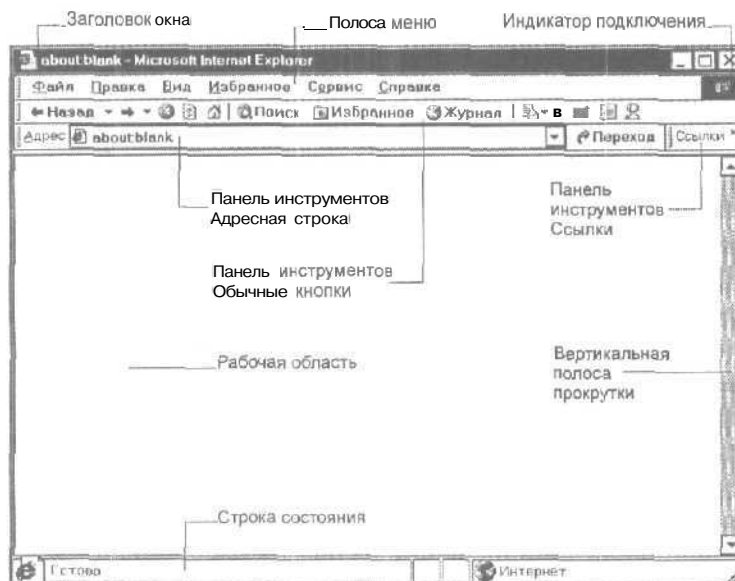 Заголовок окна
Полоса меню
Индикатор подключения
about:blank - Microsoft Internet Explorer
Файл Правка Вид Избранное Сервис Справка
Назад Поиск Избранное Журнал В
Адрес about:blank Переход Ссылки
Панель инструментов
Адресная строка
Панель
инструментов
Ссылки
Панель инструментов
Обычные кнопки
Рабочая область
Вертикальная
полоса
прокрутки
Строка состояния
Готово Интернет